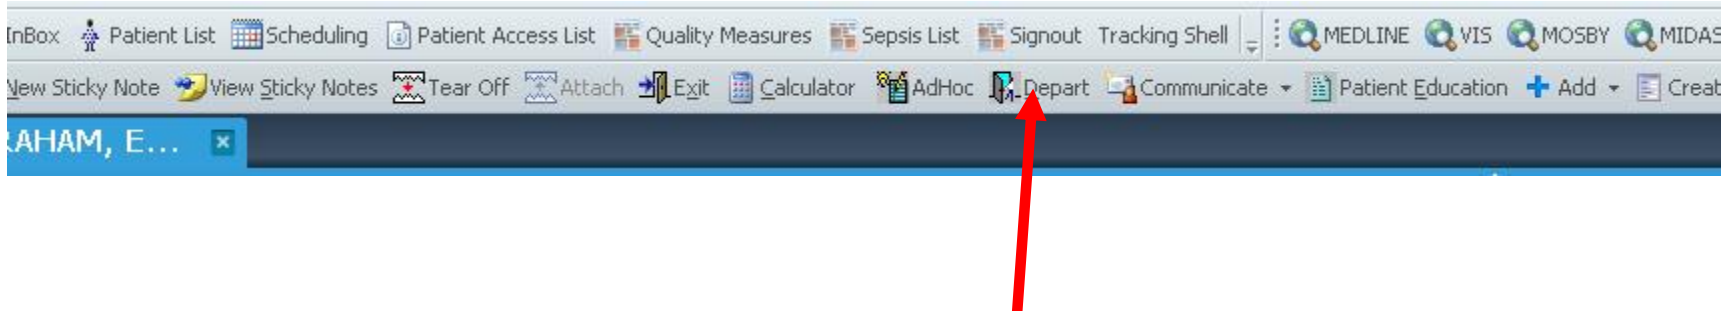 InBox Patient List Scheduling Patient Access List Quality Measures Sepsis List Signout Tracking Shell MEDLINE VIS MOSBY MIDAS
New Sticky Note View Sticky Notes Tear Off Attach Exit Calculator AdHoc Depart Communicate Patient Education Add Creat
RAHAM, E...